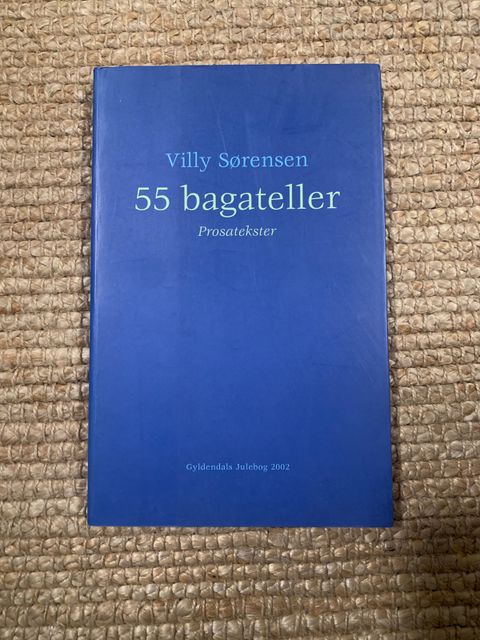 Villy Sørensen
55 bagateller
Prosatekster
Gyldendals Julebog 2002